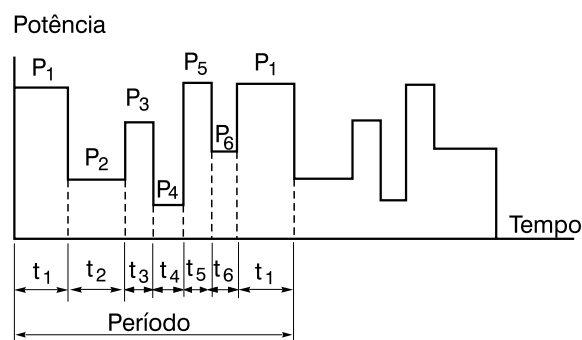 Potência
P1 P2 P3 P4 P5 P6 P1
Tempo
t1 t2 t3 t4 t5 t6 t1
Período